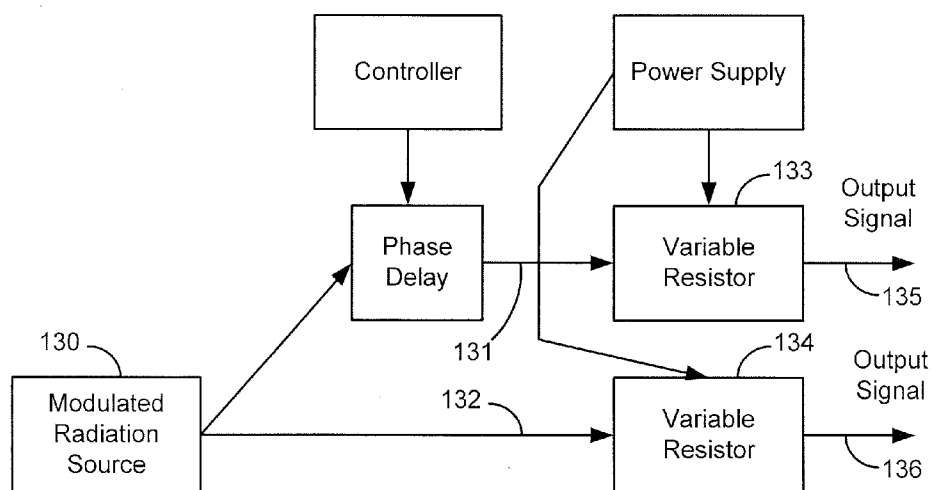 Controller
Power Supply
133
Output
Signal
Phase
Delay
Variable
Resistor
135
131
130
134
Output
Signal
Modulated
Radiation
Source
132
Variable
Resistor
136